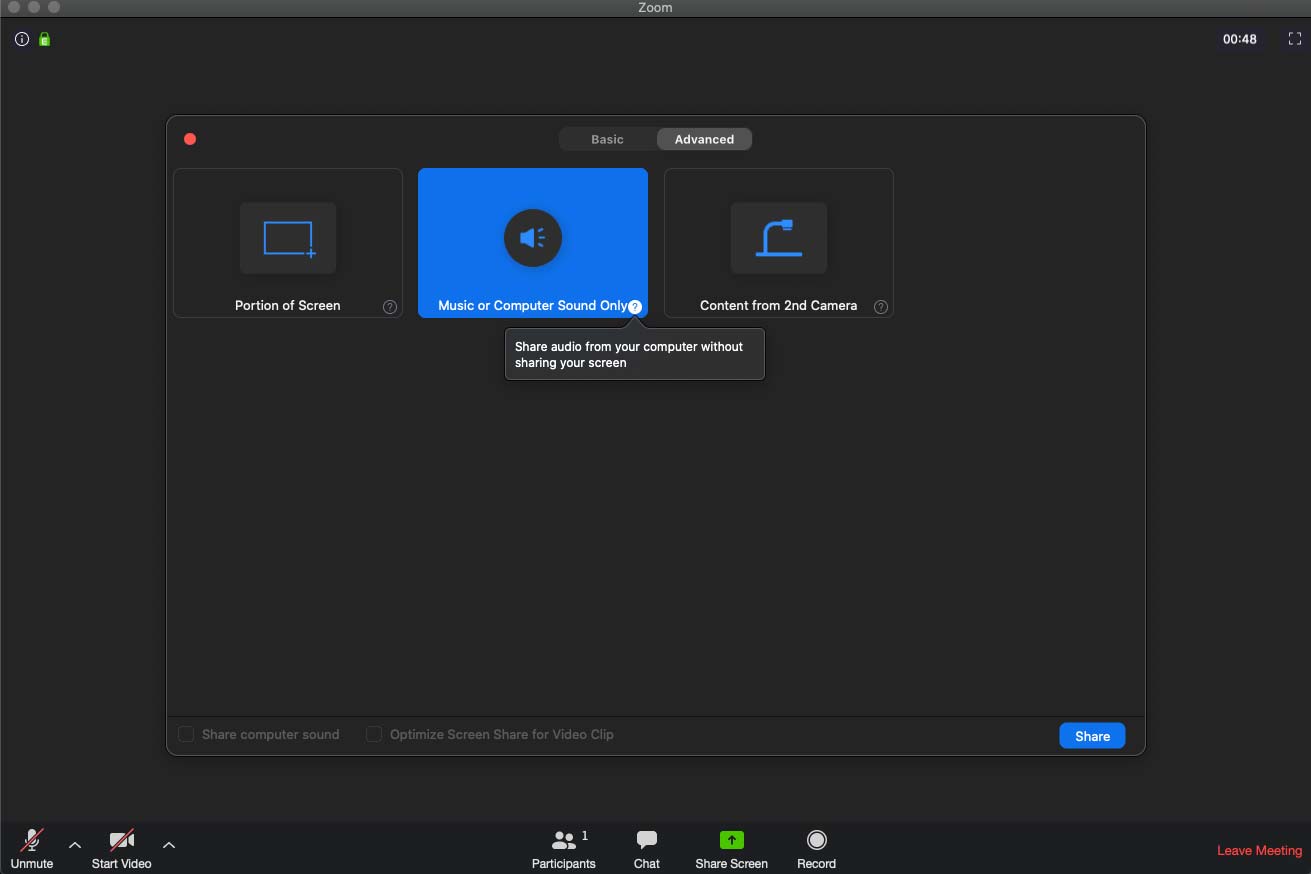 Zoom
00:48
Basic
Advanced
Portion of Screen
?
Music or Computer Sound Only
?
Content from 2nd Camera
?
Share audio from your computer without
sharing your screen
Share computer sound
Optimize Screen Share for Video Clip
Share
Unmute
Start Video
1
Participants
Chat
Share Screen
Record
Leave Meeting